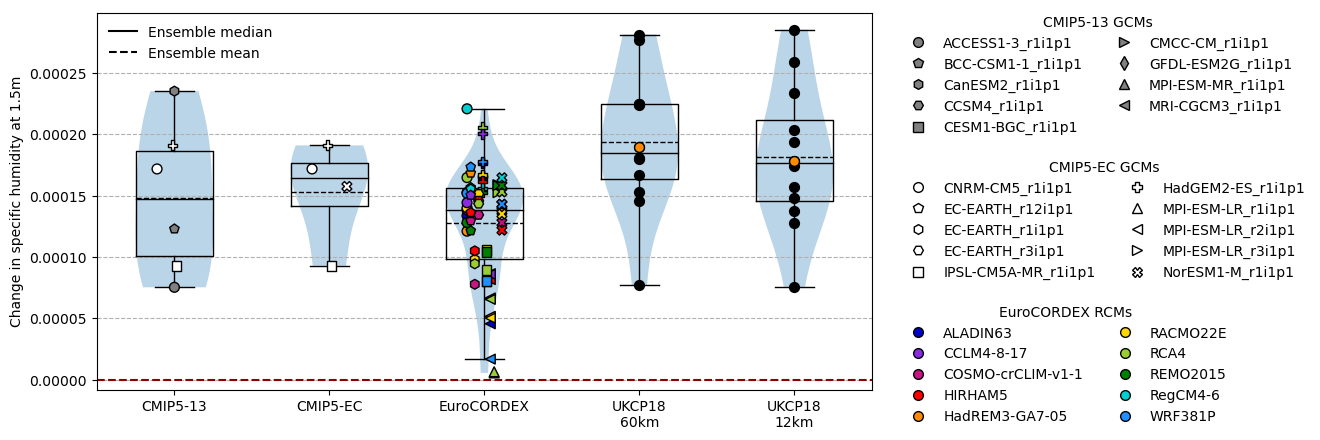 Change in specific humidity at 1.5m
0.00025
0.00020
0.00015
0.00010
0.00005
0.00000
Ensemble median
Ensemble mean
CMIP5-13
CMIP5-EC
EuroCORDEX
UKCP18
60km
UKCP18
12km
CMIP5-13 GCMs
ACCESS1-3_r1i1p1
BCC-CSM1-1_r1i1p1
CanESM2_r1i1p1
CCSM4_r1i1p1
CESM1-BGC_r1i1p1
CMCC-CM_r1i1p1
GFDL-ESM2G_r1i1p1
MPI-ESM-MR_r1i1p1
MRI-CGCM3_r1i1p1
CMIP5-EC GCMs
CNRM-CM5_r1i1p1
EC-EARTH_r12i1p1
EC-EARTH_r1i1p1
EC-EARTH_r3i1p1
IPSL-CM5A-MR_r1i1p1
HadGEM2-ES_r1i1p1
MPI-ESM-LR_r1i1p1
MPI-ESM-LR_r2i1p1
MPI-ESM-LR_r3i1p1
NorESM1-M_r1i1p1
EuroCORDEX RCMs
ALADIN63
CCLM4-8-17
COSMO-crCLIM-v1-1
HIRHAM5
HadREM3-GA7-05
RACMO22E
RCA4
REMO2015
RegCM4-6
WRF381P